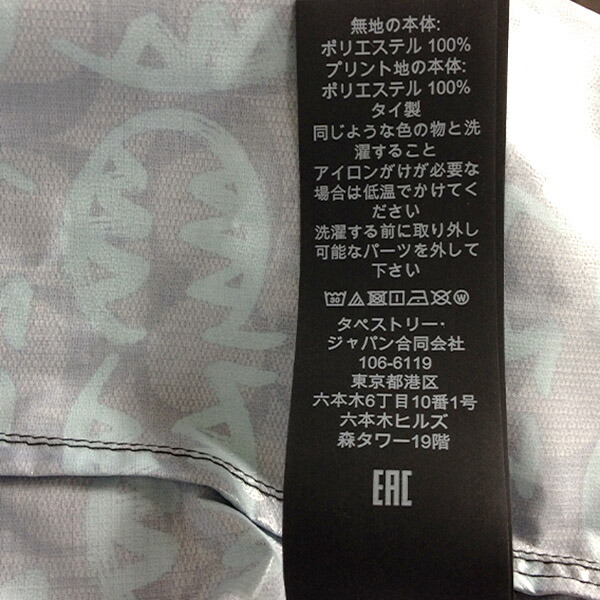 無地の本体:
ポリエステル 100%
プリント地の本体:
ポリエステル 100%
タイ製
同じような色の物と洗
濯すること
アイロンがけが必要な
場合は低温でかけてく
ださい
洗濯する前に取り外し
可能なパーツを外して
下さい
30 W
タペストリー・
ジャパン合同会社
106-6119
東京都港区
六本木6丁目10番1号
六本木ヒルズ
森タワー19階
EAC